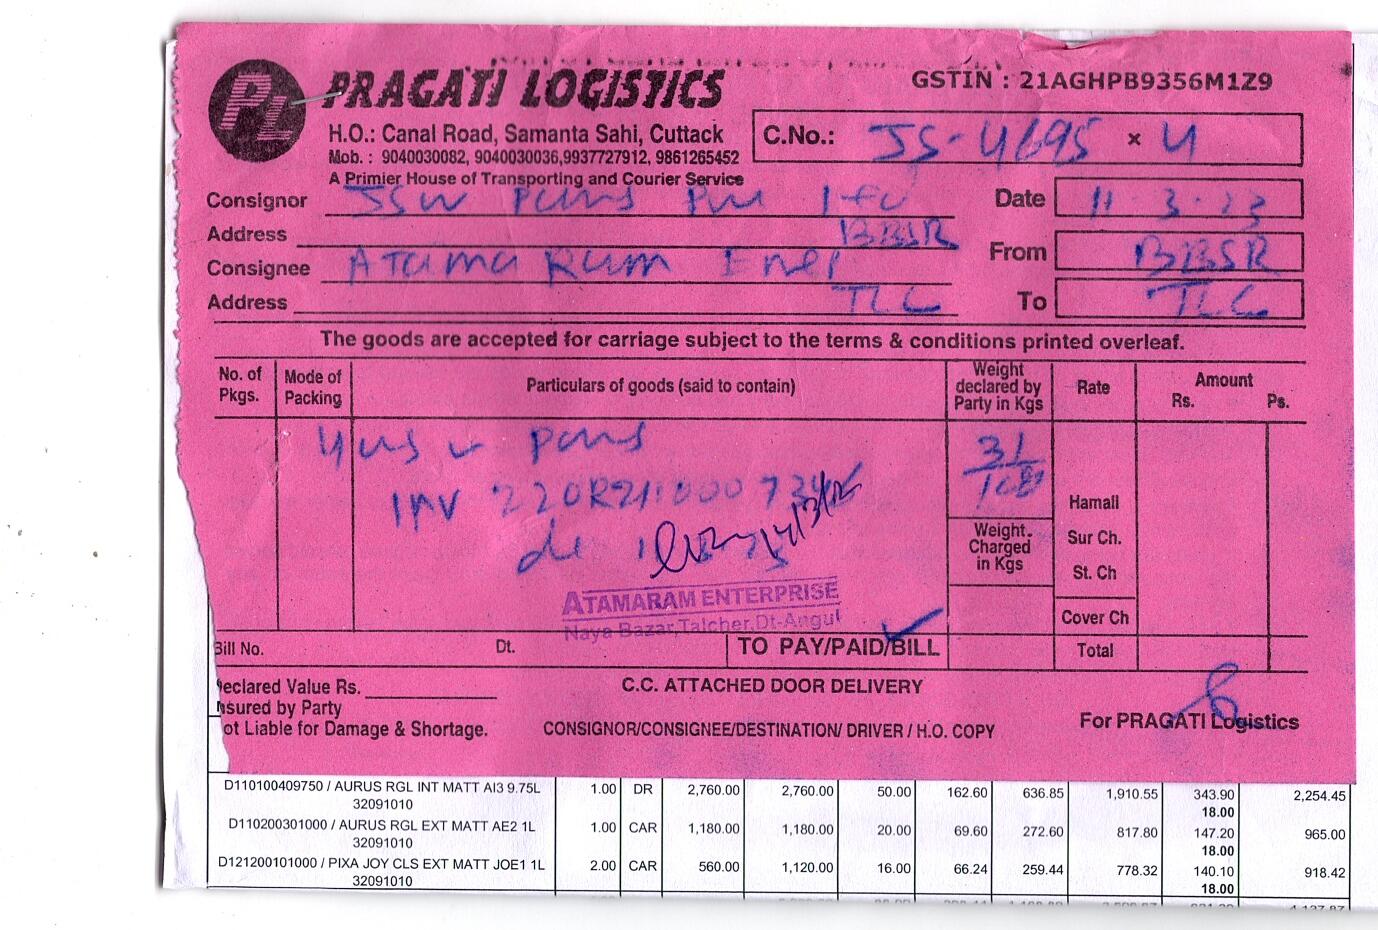 PL PRAGATI LOGISTICS
GSTIN : 21AGHPB9356M1Z9
H.O.: Canal Road, Samanta Sahi, Cuttack
Mob. : 9040030082, 9040030036,9937727912, 9861265452
A Primier House of Transporting and Courier Service
C.No.: JS-4695 × 4
Consignor JSW
Date 11-3-23
Address BBSR
From BBSR
Consignee Atama Ram
Address TLC
To TLC
The goods are accepted for carriage subject to the terms & conditions printed overleaf.
No. of Pkgs. Mode of Packing Particulars of goods (said to contain) Weight declared by Party in Kgs Rate Amount Rs. Ps.
INV
31
Hamali
Weight. Charged in Kgs
Sur Ch.
St. Ch
ATAMARAM ENTERPRISE
Naya Bazar,Talcher,Dt-Angul
Cover Ch
Bill No. Dt. TO PAY/PAID/BILL Total
eclared Value Rs.
C.C. ATTACHED DOOR DELIVERY
nsured by Party
ot Liable for Damage & Shortage.
CONSIGNOR/CONSIGNEE/DESTINATION/ DRIVER / H.O. COPY
For PRAGATI Logistics
D110100409750 / AURUS RGL INT MATT AI3 9.75L 1.00 DR 2,760.00 2,760.00 50.00 162.60 636.85 1,910.55 343.90 2,254.45
32091010 18.00
D110200301000 / AURUS RGL EXT MATT AE2 1L 1.00 CAR 1,180.00 1,180.00 20.00 69.60 272.60 817.80 147.20 965.00
32091010 18.00
D121200101000 / PIXA JOY CLS EXT MATT JOE1 1L 2.00 CAR 560.00 1,120.00 16.00 66.24 259.44 778.32 140.10 918.42
32091010 18.00